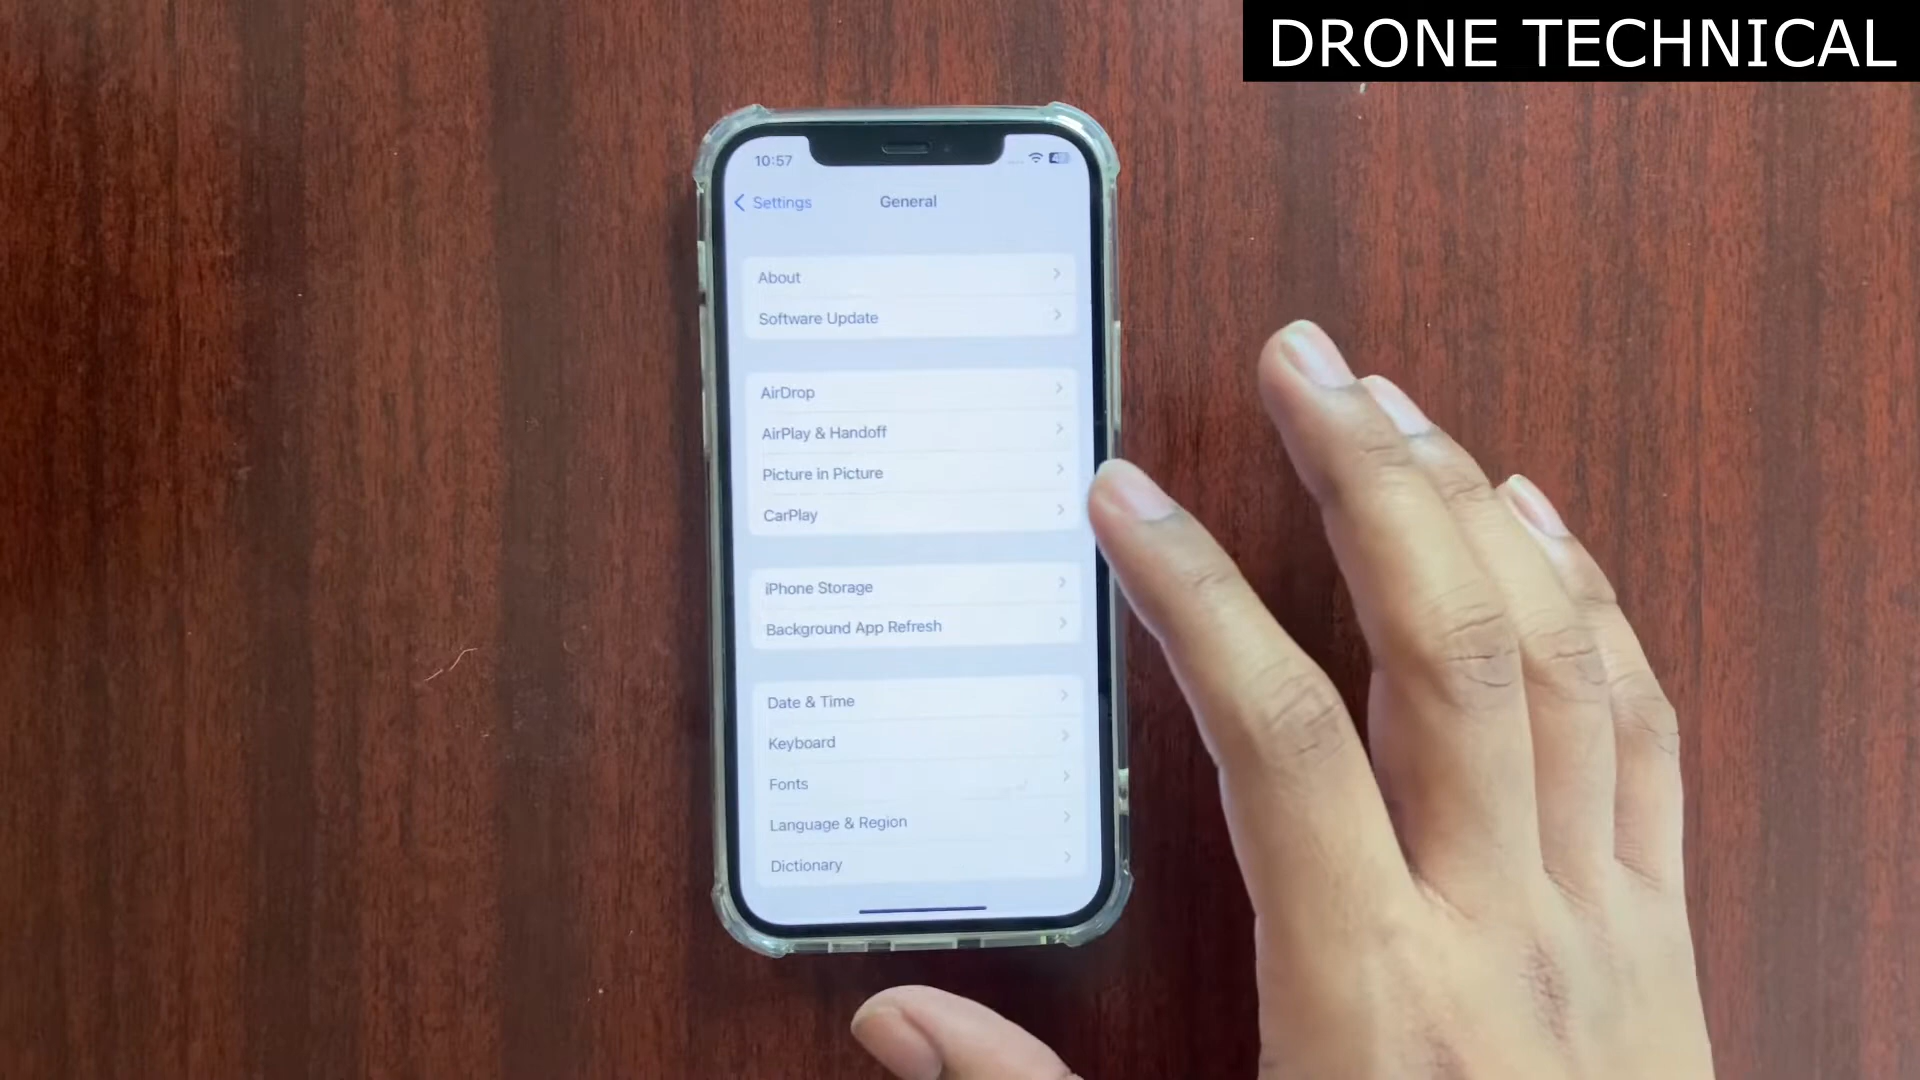 DRONE TECHNICAL
10:57
Settings
General
About
Software Update
AirDrop
AirPlay & Handoff
Picture in Picture
CarPlay
iPhone Storage
Background App Refresh
Date & Time
Keyboard
Fonts
Language & Region
Dictionary